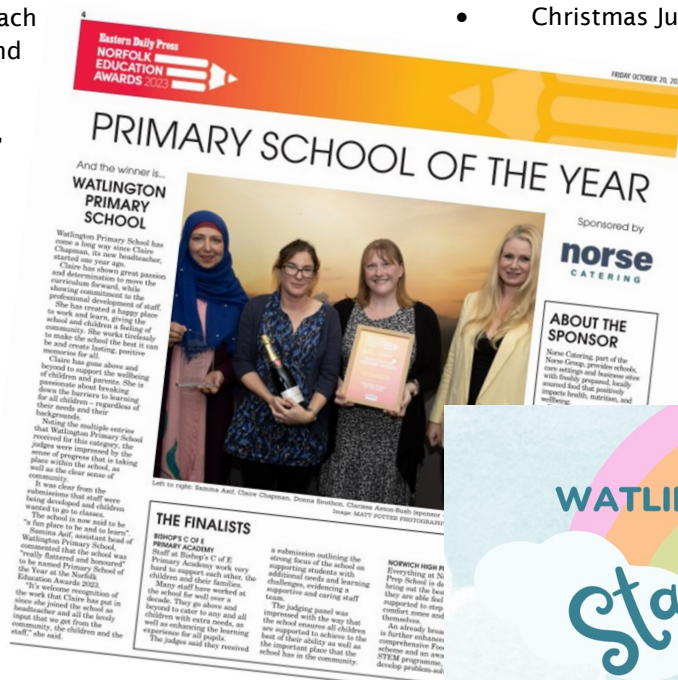 ach
nd
Christmas Ju
4
Eastern Daily Press
NORFOLK
EDUCATION
AWARDS 2023
FRIDAY OCTOBER 20, 20
PRIMARY SCHOOL OF THE YEAR
And the winner is...
WATLINGTON
PRIMARY
SCHOOL
Watlington Primary School has
come a long way since Claire
Chapman, its new headteacher,
started one year ago.
Claire has shown great passion
and determination to move the
curriculum forward, while
showing commitment to the
professional development of staff.
She has created a happy place
to work and learn, giving the
school and children a feeling of
community. She works tirelessly
to make the school the best it can
be and create lasting, positive
memories for all.
Claire has gone above and
beyond to support the wellbeing
of children and parents. She is
passionate about breaking
down the barriers to learning
for all children – regardless of
their needs and their
backgrounds.
Noting the multiple entries
that Watlington Primary School
received for this category, the
judges were impressed by the
sense of progress that is taking
place within the school, as
well as the clear sense of
community.
It was clear from the
submissions that staff were
being developed and children
wanted to go to classes.
The school is now said to be
"a fun place to be and to learn".
Samina Asif, assistant head of
Watlington Primary School,
commented that the school was
"really flattered and honoured"
to be named Primary School of
the Year at the Norfolk
Education Awards 2023.
"It's welcome recognition of
the work that Claire has put in
since she joined the school as
headteacher and all the lovely
input that we get from the
community, the children and the
staff," she said.
Left to right: Samina Asif, Claire Chapman, Donna Brothon, Clarissa Aston-Bush (sponsor
Image: MATT POTTER PHOTOGRAPH
Sponsored by
norse
CATERING
ABOUT THE
SPONSOR
Norse Catering, part of the
Norse Group, provides schools,
care settings and business sites
with freshly prepared, locally
sourced food that positively
impacts health, nutrition, and
wellbeing.
THE FINALISTS
BISHOP'S C OF E
PRIMARY ACADEMY
Staff at Bishop's C of E
Primary Academy work very
hard to support each other, the
children and their families.
Many staff have worked at
the school for well over a
decade. They go above and
beyond to cater to any and all
children with extra needs, as
well as enhancing the learning
experience for all pupils.
The judges said they received
a submission outlining the
strong focus of the school on
supporting students with
additional needs and learning
challenges, evidencing a
supportive and caring staff
team.
The judging panel was
impressed with the way that
the school ensures all children
are supported to achieve to the
best of their ability as well as
the important place that the
school has in the community.
NORWICH HIGH P
Everything at No
Prep School is de
bring out the bes
they are able feel
supported to step
comfort zones and
themselves.
An already broad
is further enhanced
comprehensive Food
scheme and an awa
STEM programme,
develop problem-sol
WATLI
Sta